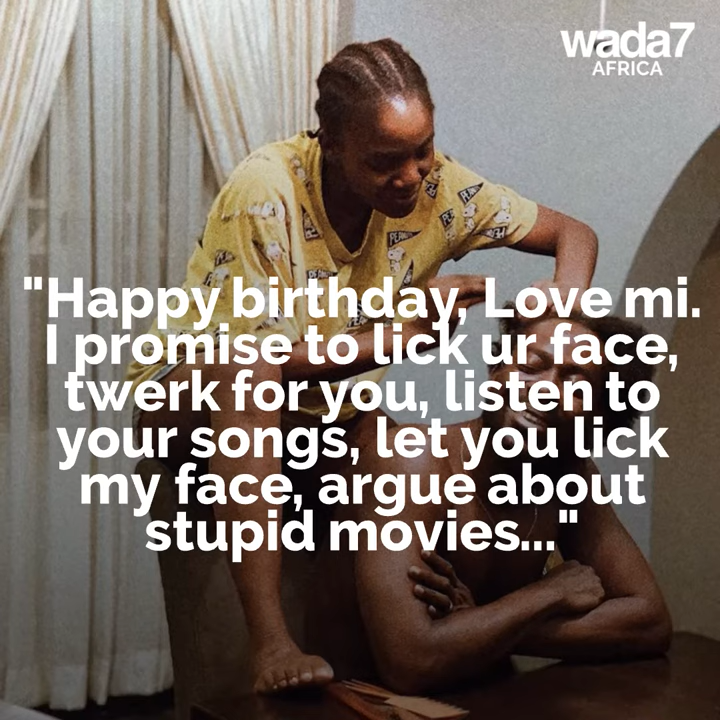 wada7
AFRICA
"Happy birthday, Love mi.
I promise to lick ur face,
twerk for you, listen to
your songs, let you lick
my face, argue about
stupid movies..."